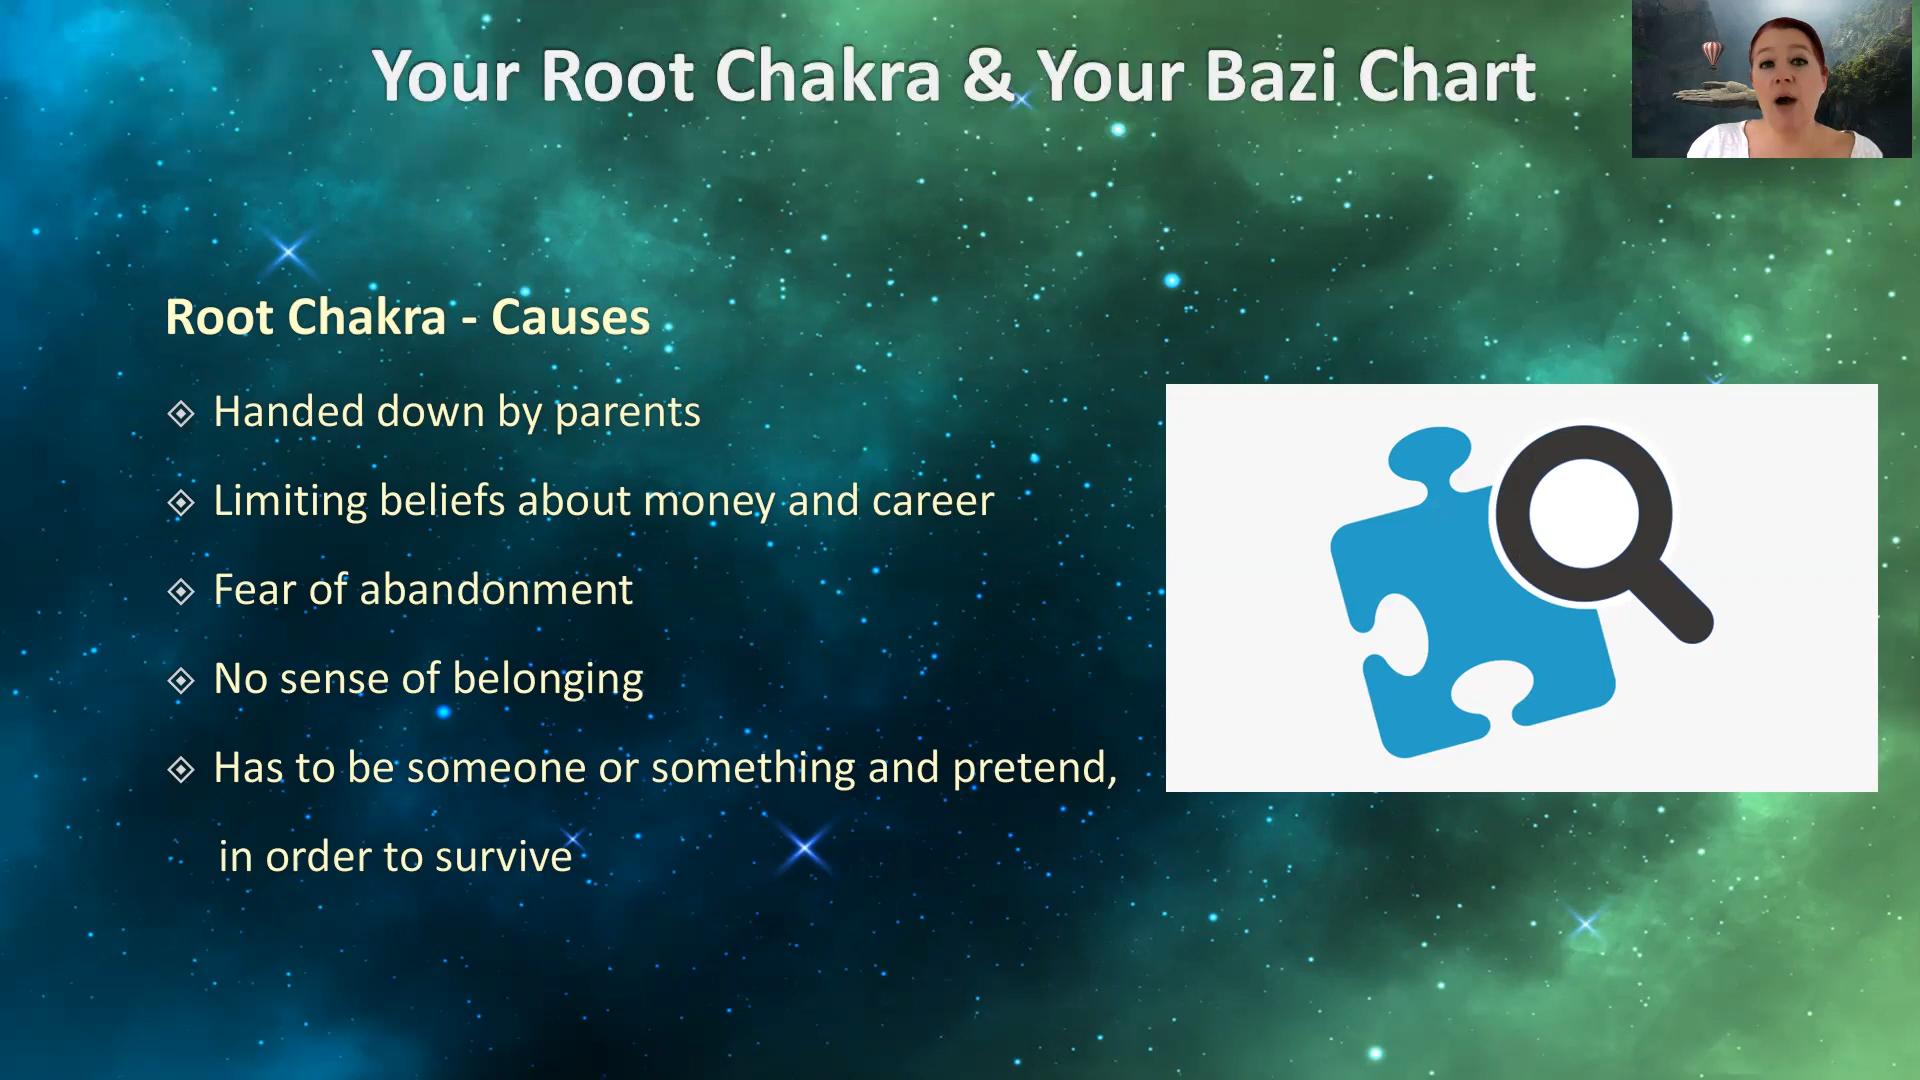 Your Root Chakra & Your Bazi Chart
Root Chakra - Causes
Handed down by parents
Limiting beliefs about money and career
Fear of abandonment
No sense of belonging
Has to be someone or something and pretend,
in order to survive